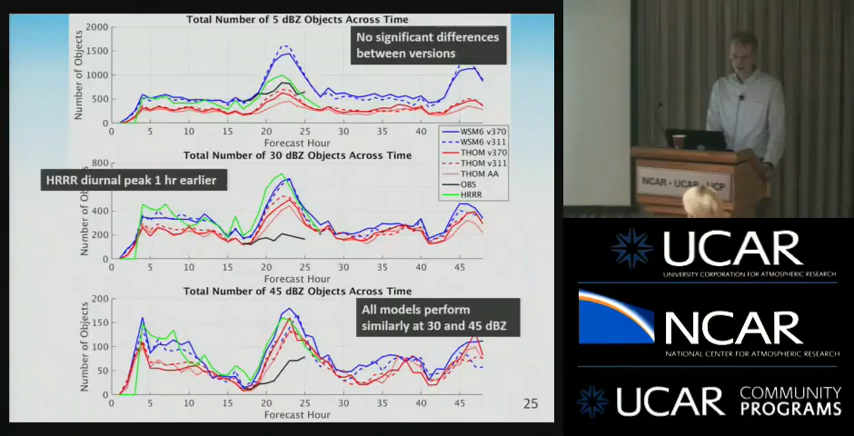 Total Number of 5 dBZ Objects Across Time
No significant differences
between versions
Number of Objects
2000
1500
1000
500
0
0 5 10 15 20 25 30 35 40 45
Forecast Hour
WSM6 v370
WSM6 v311
THOM v370
THOM v311
THOM AA
OBS
HRRR
Total Number of 30 dBZ Objects Across Time
HRRR diurnal peak 1 hr earlier
Number of Objects
800
400
200
0
0 5 10 15 20 25 30 35 40 45
Forecast Hour
Total Number of 45 dBZ Objects Across Time
All models perform
similarly at 30 and 45 dBZ
Number of Objects
200
150
100
50
0
0 5 10 15 20 25 30 35 40 45
Forecast Hour
25
NCAR · UCAR · UCP
UCAR
UNIVERSITY CORPORATION FOR ATMOSPHERIC RESEARCH
NCAR
NATIONAL CENTER FOR ATMOSPHERIC RESEARCH
UCAR COMMUNITY
PROGRAMS